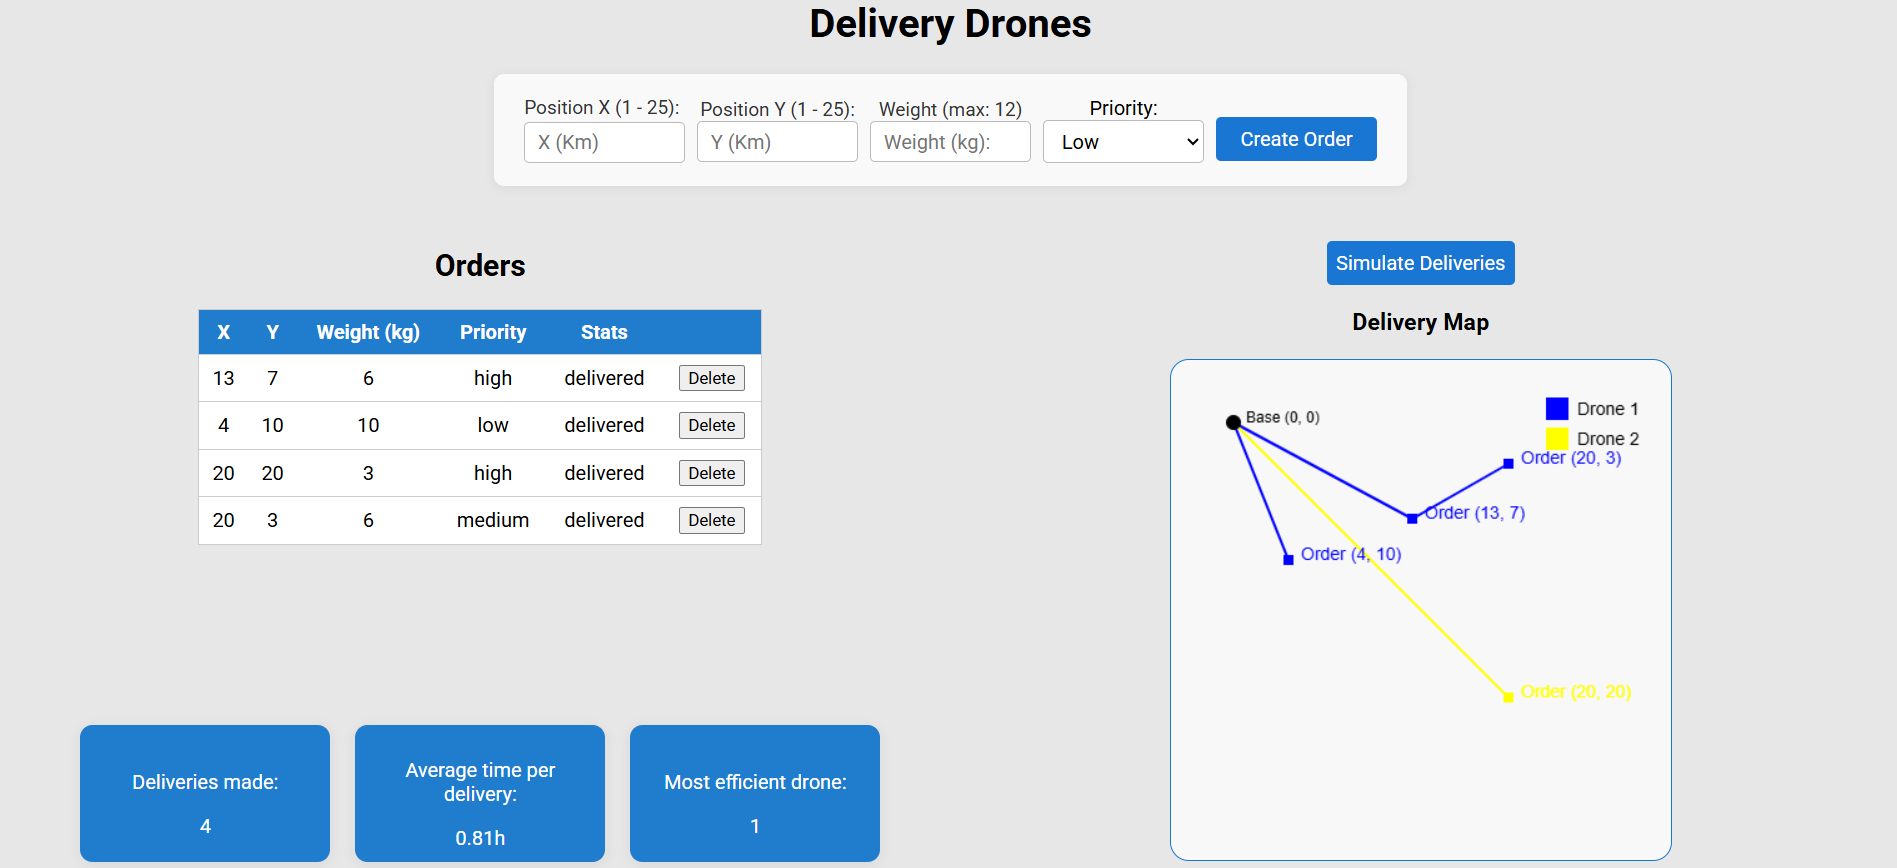 Delivery Drones
Position X (1 - 25): Position Y (1 - 25): Weight (max: 12) Priority:
X (Km) Y (Km) Weight (kg): Low Create Order
Orders
X Y Weight (kg) Priority Stats
13 7 6 high delivered Delete
4 10 10 low delivered Delete
20 20 3 high delivered Delete
20 3 6 medium delivered Delete
Deliveries made:
4
Average time per
delivery:
0.81h
Most efficient drone:
1
Simulate Deliveries
Delivery Map
Base (0, 0)
Drone 1
Drone 2
Order (20, 3)
Order (13, 7)
Order (4, 10)
Order (20, 20)